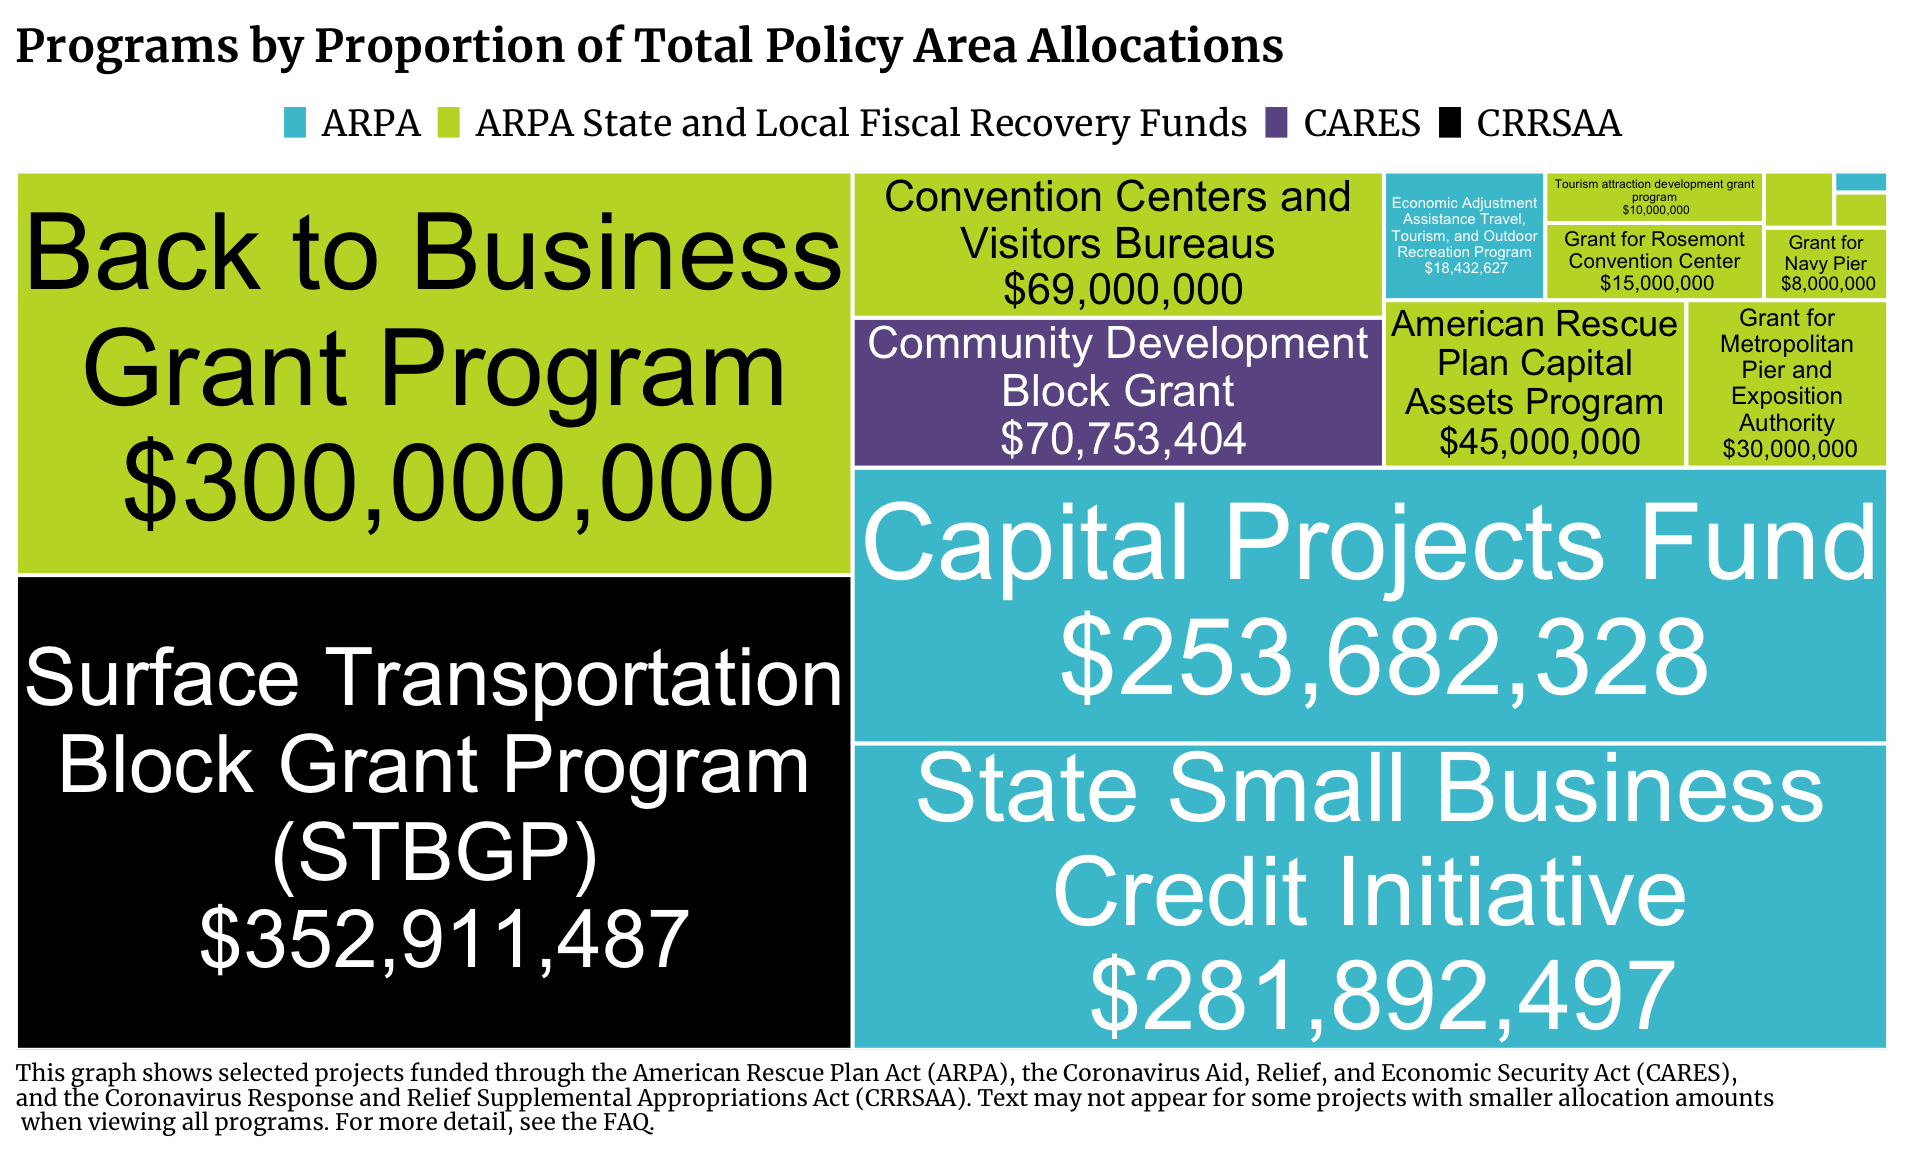 Programs by Proportion of Total Policy Area Allocations
ARPA ARPA State and Local Fiscal Recovery Funds CARES CRRSAA
Back to Business
Grant Program
$300,000,000
Surface Transportation
Block Grant Program
(STBGP)
$352,911,487
Convention Centers and
Visitors Bureaus
$69,000,000
Community Development
Block Grant
$70,753,404
Economic Adjustment
Assistance Travel,
Tourism, and Outdoor
Recreation Program
$18,432,627
Tourism attraction development grant
program
$10,000,000
Grant for Rosemont
Convention Center
$15,000,000
Grant for
Navy Pier
$8,000,000
American Rescue
Plan Capital
Assets Program
$45,000,000
Grant for
Metropolitan
Pier and
Exposition
Authority
$30,000,000
Capital Projects Fund
$253,682,328
State Small Business
Credit Initiative
$281,892,497
This graph shows selected projects funded through the American Rescue Plan Act (ARPA), the Coronavirus Aid, Relief, and Economic Security Act (CARES),
and the Coronavirus Response and Relief Supplemental Appropriations Act (CRRSAA). Text may not appear for some projects with smaller allocation amounts
when viewing all programs. For more detail, see the FAQ.